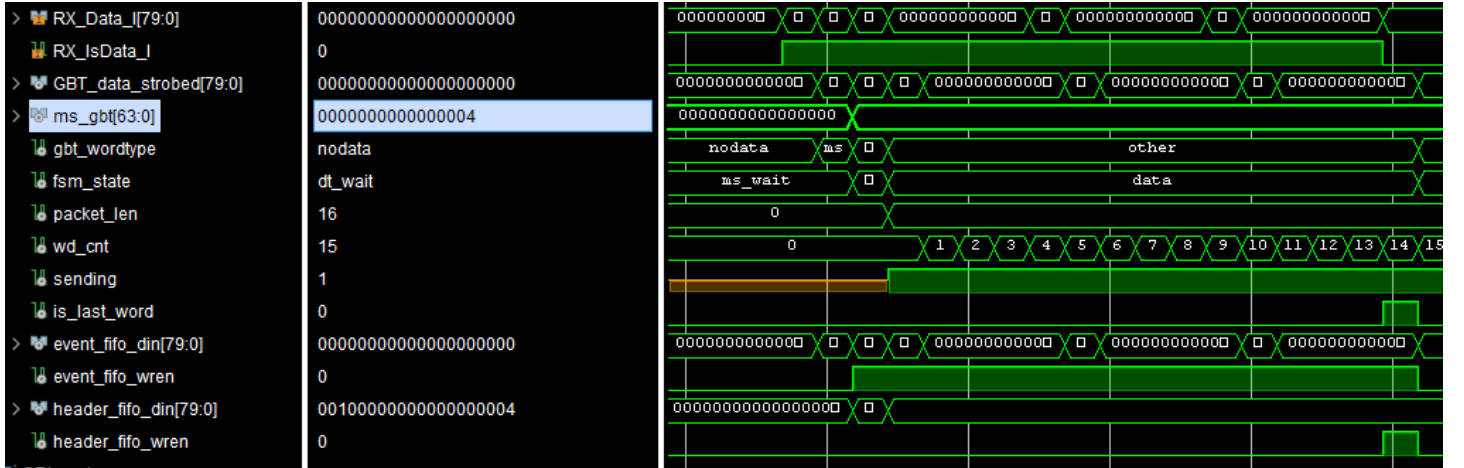 RX_Data_I[79:0] 00000000000000000000 00000000 00000000000 00000000000 00000000000
RX_IsData_I 0
GBT_data_strobed[79:0] 00000000000000000000 0000000000000 00000000000 00000000000 00000000000
ms_gbt[63:0] 0000000000000004 0000000000000000
gbt_wordtype nodata nodata ms other
fsm_state dt_wait ms_wait data
packet_len 16 0
wd_cnt 15 0 1 2 3 4 5 6 7 8 9 10 11 12 13 14 15
sending 1
is_last_word 0
event_fifo_din[79:0] 00000000000000000000 0000000000000 00000000000 00000000000 00000000000
event_fifo_wren 0
header_fifo_din[79:0] 00100000000000000004 0000000000000000
header_fifo_wren 0